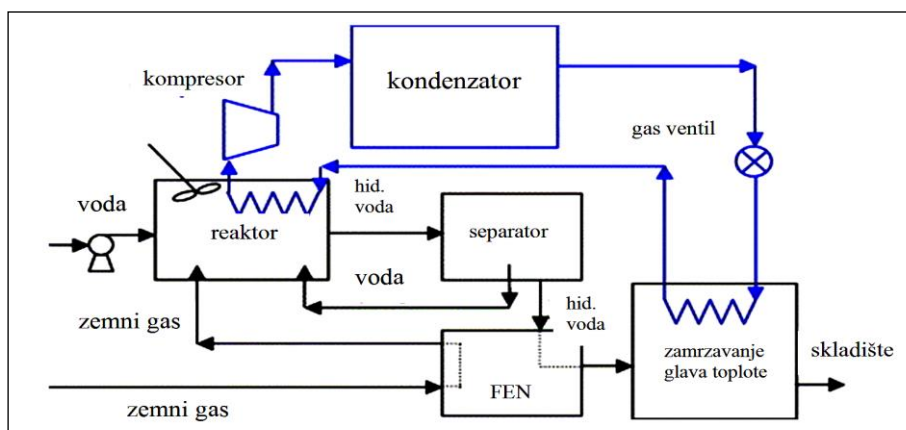 kompresor
kondenzator
gas ventil
voda
reaktor
hid.
voda
separator
voda
zemni gas
hid.
voda
FEN
zamrzavanje
glava toplote
skladište
zemni gas